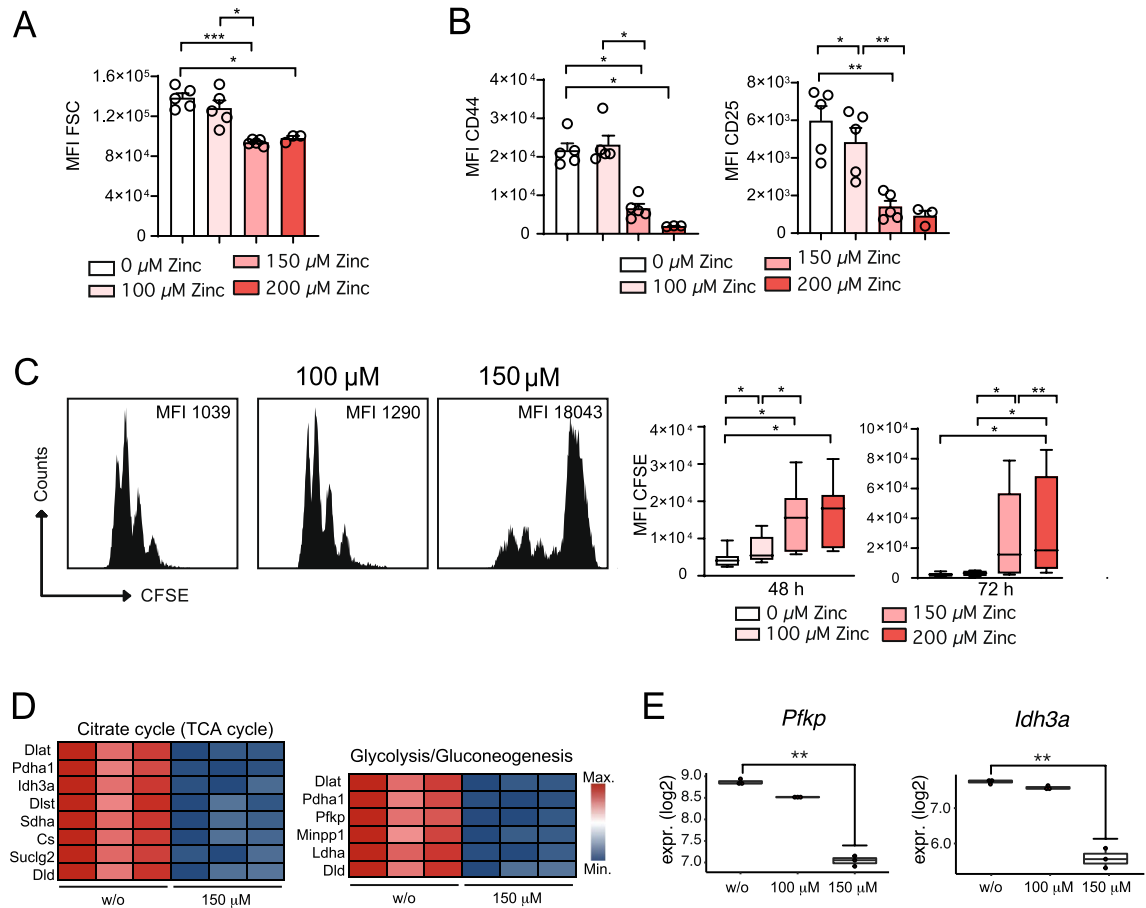 A
*
***
*
MFI FSC
1.6×10⁵
1.2×10⁵
8×10⁴
4×10⁴
0
0 µM Zinc
150 µM Zinc
100 µM Zinc
200 µM Zinc
B
*
*
*
MFI CD44
4×10⁴
3×10⁴
2×10⁴
1×10⁴
0
*
**
**
MFI CD25
8×10³
6×10³
4×10³
2×10³
0
0 µM Zinc
150 µM Zinc
100 µM Zinc
200 µM Zinc
C
100 µM
150 µM
MFI 1039
MFI 1290
MFI 18043
Counts
CFSE
*
*
*
*
MFI CFSE
4×10⁴
3×10⁴
2×10⁴
1×10⁴
0
48 h
*
**
*
*
10×10⁴
8×10⁴
6×10⁴
4×10⁴
2×10⁴
0
72 h
0 µM Zinc
150 µM Zinc
100 µM Zinc
200 µM Zinc
D
Citrate cycle (TCA cycle)
Dlat
Pdha1
Idh3a
Dlst
Sdha
Cs
Suclg2
Dld
w/o
150 µM
Glycolysis/Gluconeogenesis
Dlat
Pdha1
Pfkp
Minpp1
Ldha
Dld
w/o
150 µM
Max.
Min.
E
Pfkp
**
expr. (log2)
9.0
8.5
7.5
7.0
w/o
100 µM
150 µM
Idh3a
**
expr. (log2)
7.0
6.0
w/o
100 µM
150 µM